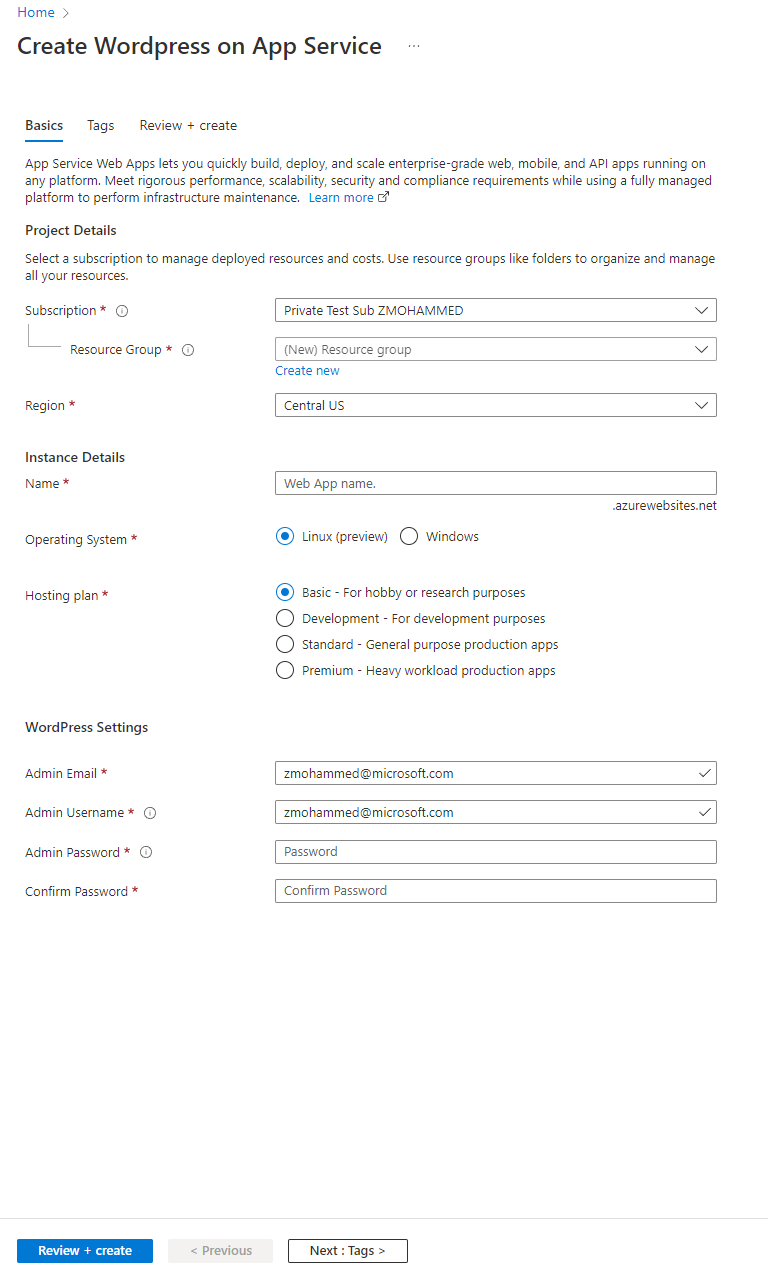 Home >
Create Wordpress on App Service ...
Basics Tags Review + create
App Service Web Apps lets you quickly build, deploy, and scale enterprise-grade web, mobile, and API apps running on
any platform. Meet rigorous performance, scalability, security and compliance requirements while using a fully managed
platform to perform infrastructure maintenance. Learn more
Project Details
Select a subscription to manage deployed resources and costs. Use resource groups like folders to organize and manage
all your resources.
Subscription * Private Test Sub ZMOHAMMED
Resource Group * (New) Resource group
Create new
Region * Central US
Instance Details
Name * Web App name.
.azurewebsites.net
Operating System * Linux (preview) Windows
Hosting plan * Basic - For hobby or research purposes
Development - For development purposes
Standard - General purpose production apps
Premium - Heavy workload production apps
WordPress Settings
Admin Email * zmohammed@microsoft.com
Admin Username * zmohammed@microsoft.com
Admin Password * Password
Confirm Password * Confirm Password
Review + create < Previous Next : Tags >